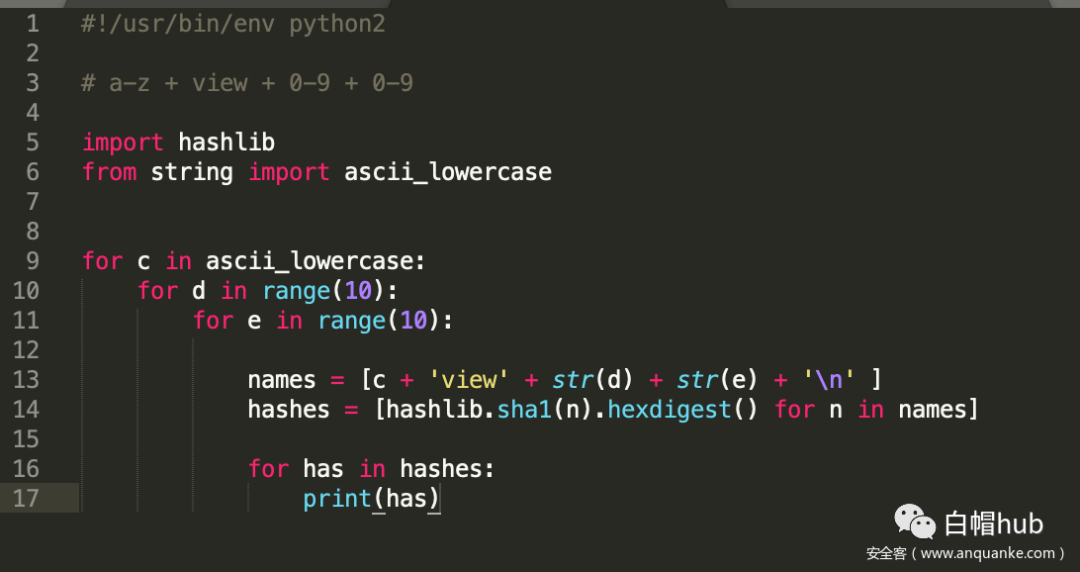 1 #!/usr/bin/env python2
2
3 # a-z + view + 0-9 + 0-9
4
5 import hashlib
6 from string import ascii_lowercase
7
8
9 for c in ascii_lowercase:
10     for d in range(10):
11         for e in range(10):
12
13             names = [c + 'view' + str(d) + str(e) + '\n' ]
14             hashes = [hashlib.sha1(n).hexdigest() for n in names]
15
16             for has in hashes:
17                 print(has)
白帽hub
安全客（www.anquanke.com）